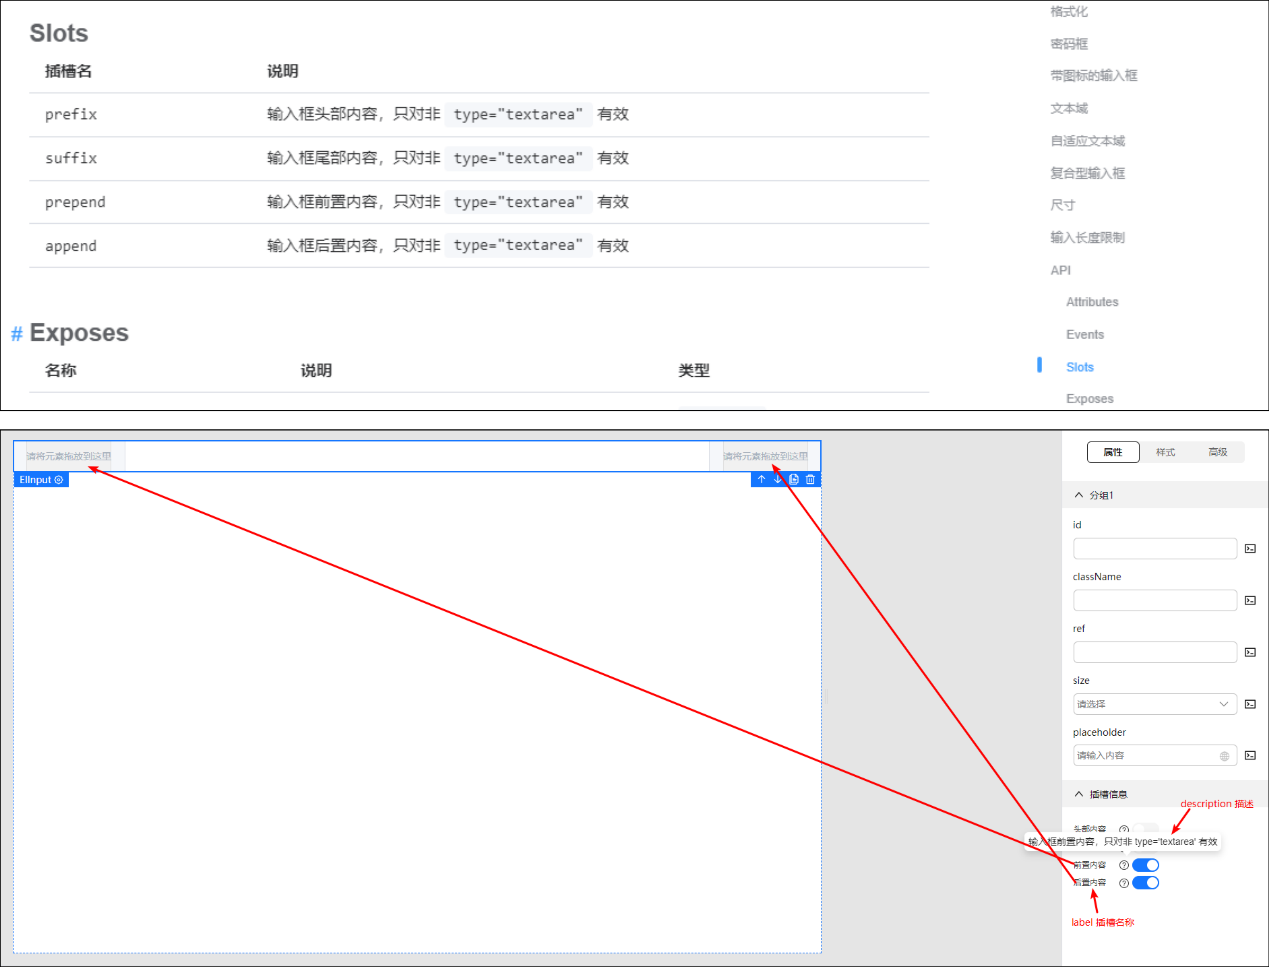 Slots
插槽名 说明
prefix 输入框头部内容，只对非 type="textarea" 有效
suffix 输入框尾部内容，只对非 type="textarea" 有效
prepend 输入框前置内容，只对非 type="textarea" 有效
append 输入框后置内容，只对非 type="textarea" 有效
# Exposes
名称 说明 类型
格式化
密码框
带图标的输入框
文本域
自适应文本域
复合型输入框
尺寸
输入长度限制
API
Attributes
Events
Slots
Exposes
请将元素拖放到这里 请将元素拖放到这里
ElInput
属性 样式 高级
分组1
id
className
ref
size
请选择
placeholder
请输入内容
插槽信息
description 描述
头部内容
输入框前置内容，只对非 type='textarea' 有效
前置内容
后置内容
label 插槽名称